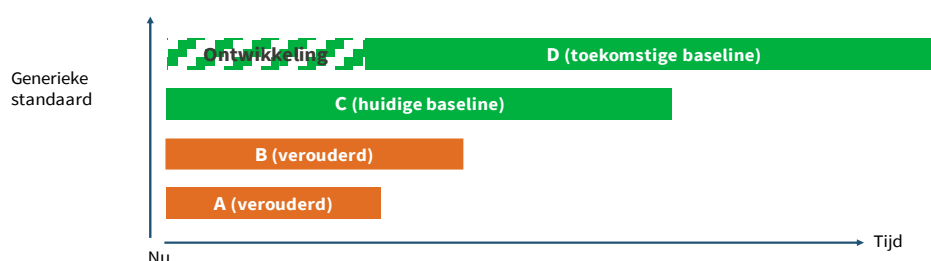 Ontwikkeling
D (toekomstige baseline)
Generieke
standaard
C (huidige baseline)
B (verouderd)
A (verouderd)
Tijd
Nu